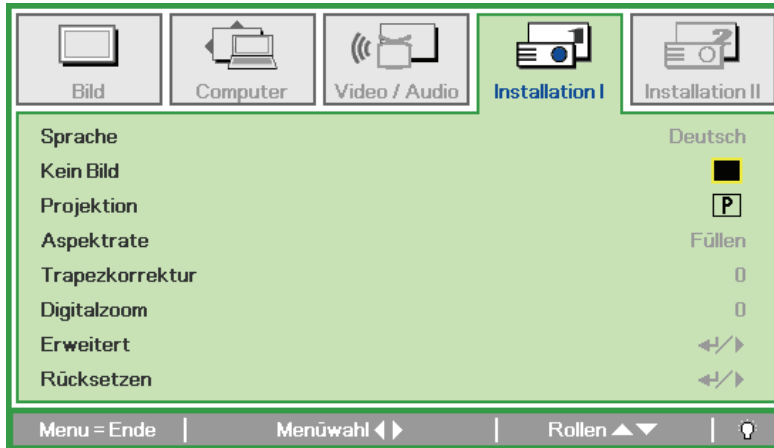 Bild
Computer
Video / Audio
Installation I
Installation II
Sprache Deutsch
Kein Bild
Projektion P
Aspektrate Füllen
Trapezkorrektur 0
Digitalzoom 0
Erweitert
Rücksetzen
Menu = Ende Menüwahl Rollen